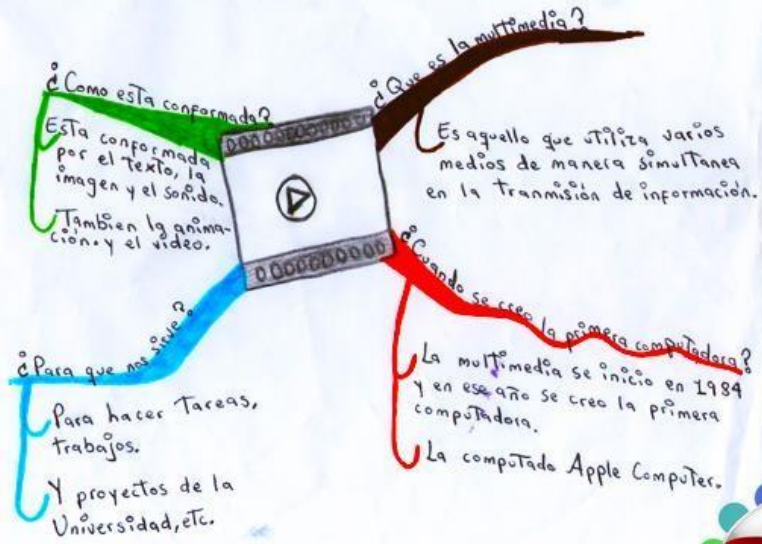 ¿Como esta conformada?
Esta conformada
por el texto, la
imagen y el sonido.
Tambien la anima-
ción. y el video.
¿Que es la multimedia?
Es aquello que utiliza varios
medios de manera simultanea
en la tranmisión de información.
¿Para que nos sirve?
Para hacer Tareas,
trabajos.
Y proyectos de la
Universidad, etc.
¿Cuando se creo la primera computadora?
La multimedia se inicio en 1984
y en ese año se creo la primera
computadora.
La computado Apple Computer.